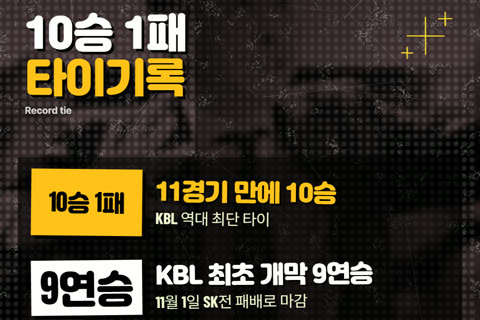 10승 1패
타이기록
Record tie
10승 1패
11경기 만에 10승
KBL 역대 최단 타이
9연승
KBL 최초 개막 9연승
11월 1일 SK전 패배로 마감